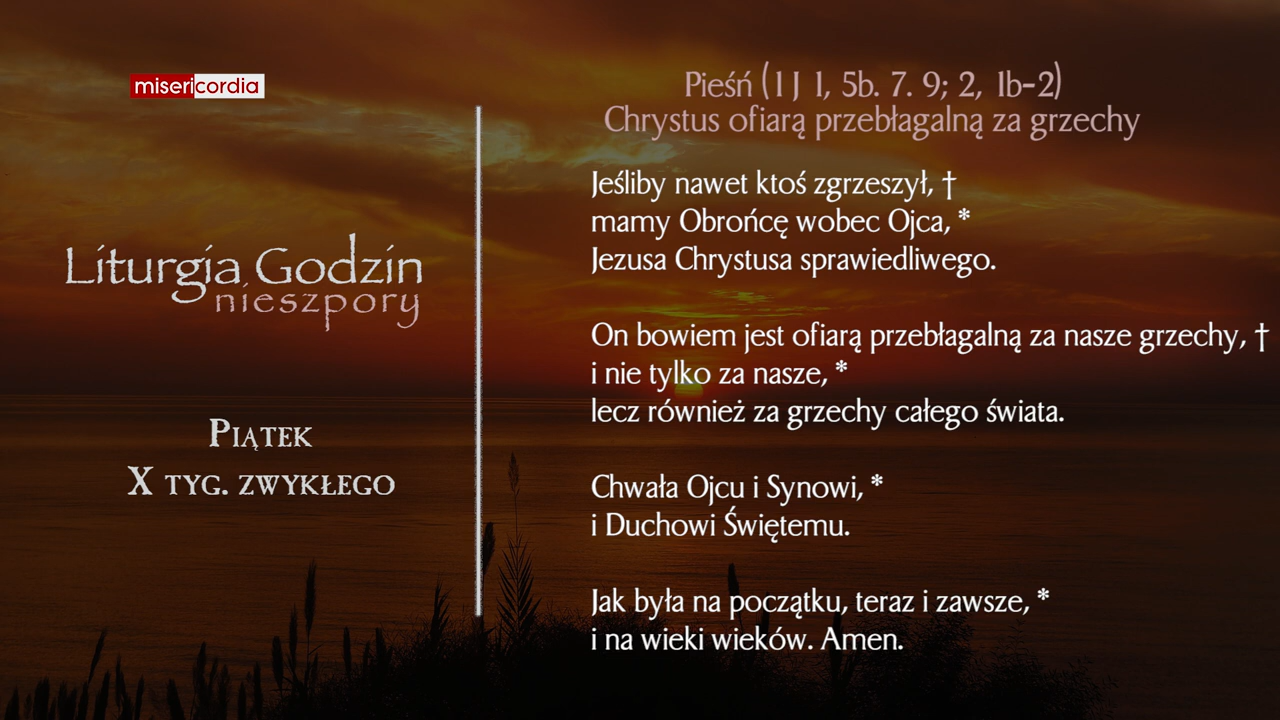 misericordia
Liturgia Godzin
nieszpory
Piątek
X tyg. zwykłego
Pieśń (1 J 1, 5b. 7. 9; 2, 1b-2)
Chrystus ofiarą przebłagalną za grzechy
Jeśliby nawet ktoś zgrzeszył, †
mamy Obrońcę wobec Ojca, *
Jezusa Chrystusa sprawiedliwego.
On bowiem jest ofiarą przebłagalną za nasze grzechy, †
i nie tylko za nasze, *
lecz również za grzechy całego świata.
Chwała Ojcu i Synowi, *
i Duchowi Świętemu.
Jak była na początku, teraz i zawsze, *
i na wieki wieków. Amen.